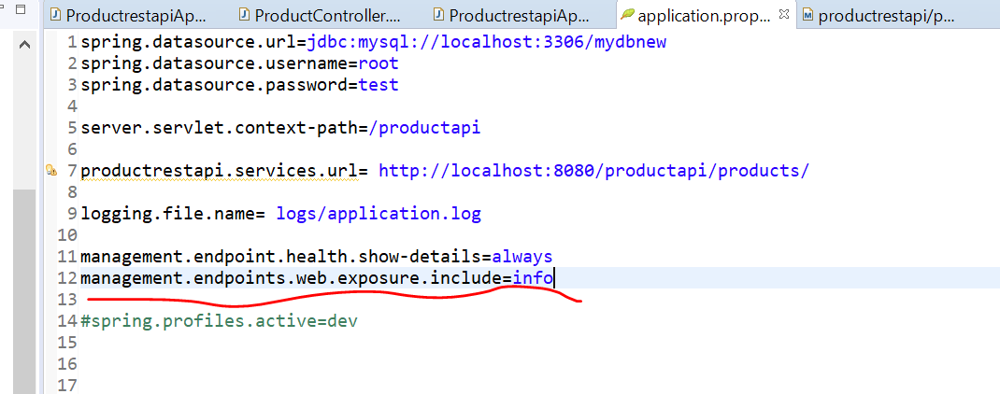 ProductrestapiAp... ProductController.... ProductrestapiAp... application.prop... productrestapi/p...
1 spring.datasource.url=jdbc:mysql://localhost:3306/mydbnew
2 spring.datasource.username=root
3 spring.datasource.password=test
4
5 server.servlet.context-path=/productapi
6
7 productrestapi.services.url= http://localhost:8080/productapi/products/
8
9 logging.file.name= logs/application.log
10
11 management.endpoint.health.show-details=always
12 management.endpoints.web.exposure.include=info
13
14 #spring.profiles.active=dev
15
16
17